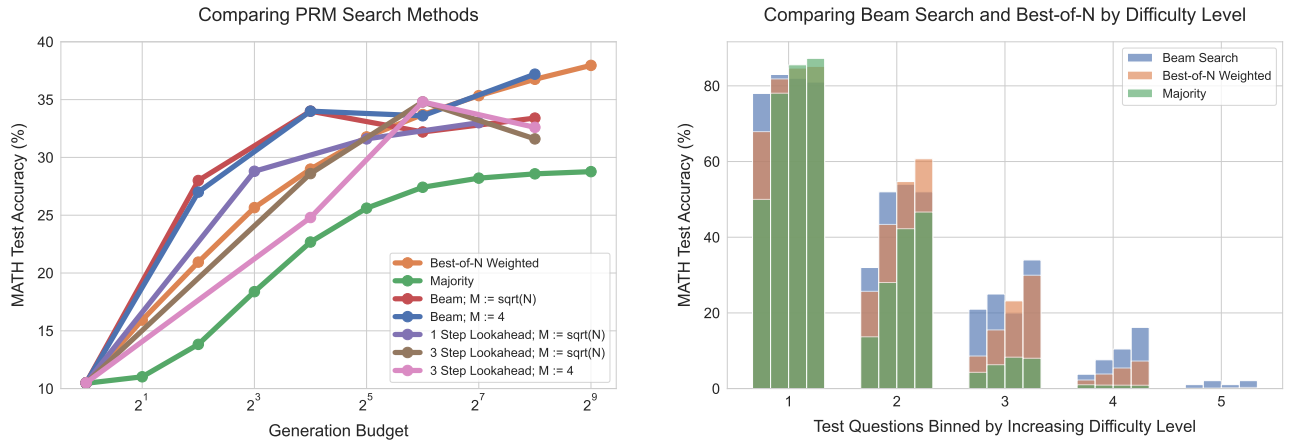 Comparing PRM Search Methods
MATH Test Accuracy (%)
40
35
30
25
20
15
10
2^1
2^3
2^5
2^7
2^9
Generation Budget
Best-of-N Weighted
Majority
Beam; M := sqrt(N)
Beam; M := 4
1 Step Lookahead; M := sqrt(N)
3 Step Lookahead; M := sqrt(N)
3 Step Lookahead; M := 4
Comparing Beam Search and Best-of-N by Difficulty Level
MATH Test Accuracy (%)
80
60
40
20
0
1
2
3
4
5
Test Questions Binned by Increasing Difficulty Level
Beam Search
Best-of-N Weighted
Majority